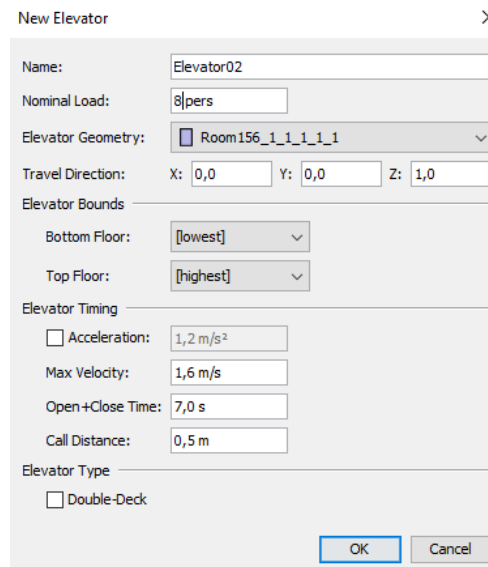 New Elevator
Name: Elevator02
Nominal Load: 8 pers
Elevator Geometry: Room156_1_1_1_1_1
Travel Direction: X: 0,0 Y: 0,0 Z: 1,0
Elevator Bounds
Bottom Floor: [lowest]
Top Floor: [highest]
Elevator Timing
Acceleration: 1,2 m/s²
Max Velocity: 1,6 m/s
Open+Close Time: 7,0 s
Call Distance: 0,5 m
Elevator Type
Double-Deck
OK Cancel